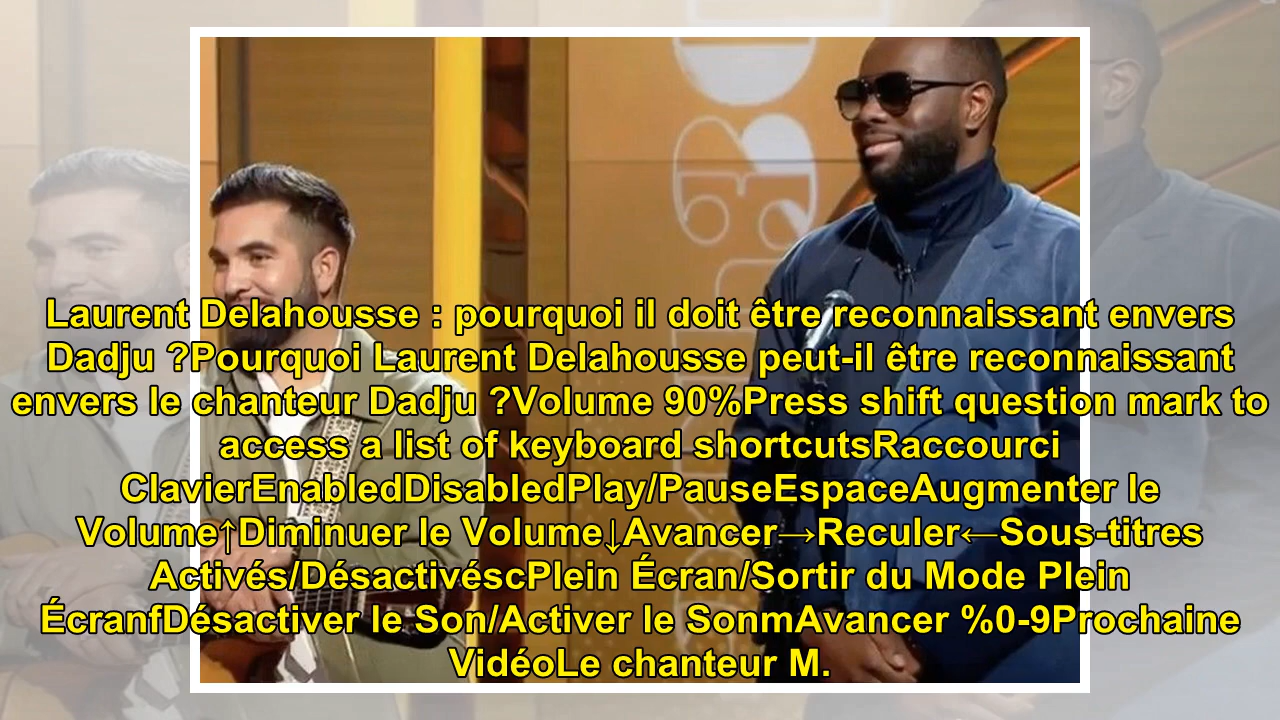 Laurent Delahousse : pourquoi il doit être reconnaissant envers
Dadju ?Pourquoi Laurent Delahousse peut-il être reconnaissant
envers le chanteur Dadju ?Volume 90%Press shift question mark to
access a list of keyboard shortcutsRaccourci
ClavierEnabledDisabledPlay/PauseEspaceAugmenter le
Volume↑Diminuer le Volume↓Avancer→Reculer←Sous-titres
Activés/DésactivéscPlein Écran/Sortir du Mode Plein
ÉcranfDésactiver le Son/Activer le SonmAvancer %0-9Prochaine
VidéoLe chanteur M.